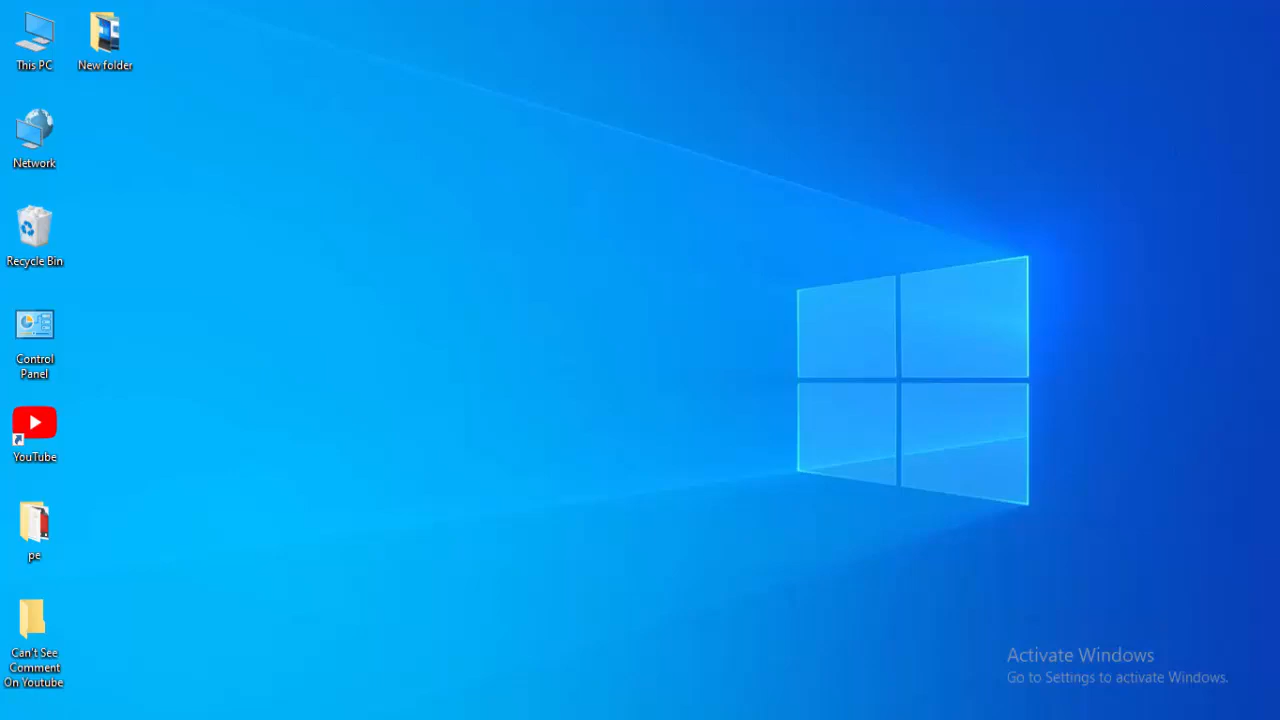 This PC
New folder
Network
Recycle Bin
Control
Panel
YouTube
pe
Can't See
Comment
On Youtube
Activate Windows
Go to Settings to activate Windows.